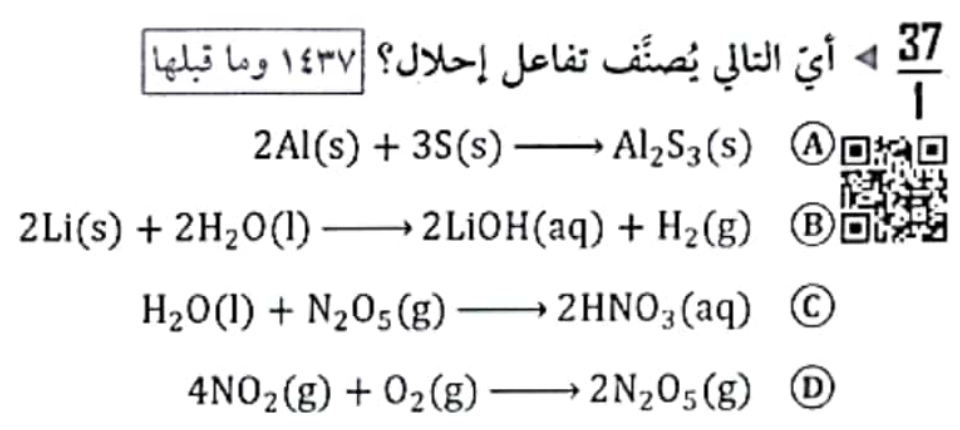 37/1 ◄ أيّ التالي يُصنَّف تفاعل إحلال؟ ١٤٣٧ وما قبلها
Ⓐ 2Al(s) + 3S(s) ⟶ Al₂S₃(s)
Ⓑ 2Li(s) + 2H₂O(l) ⟶ 2LiOH(aq) + H₂(g)
Ⓒ H₂O(l) + N₂O₅(g) ⟶ 2HNO₃(aq)
Ⓓ 4NO₂(g) + O₂(g) ⟶ 2N₂O₅(g)